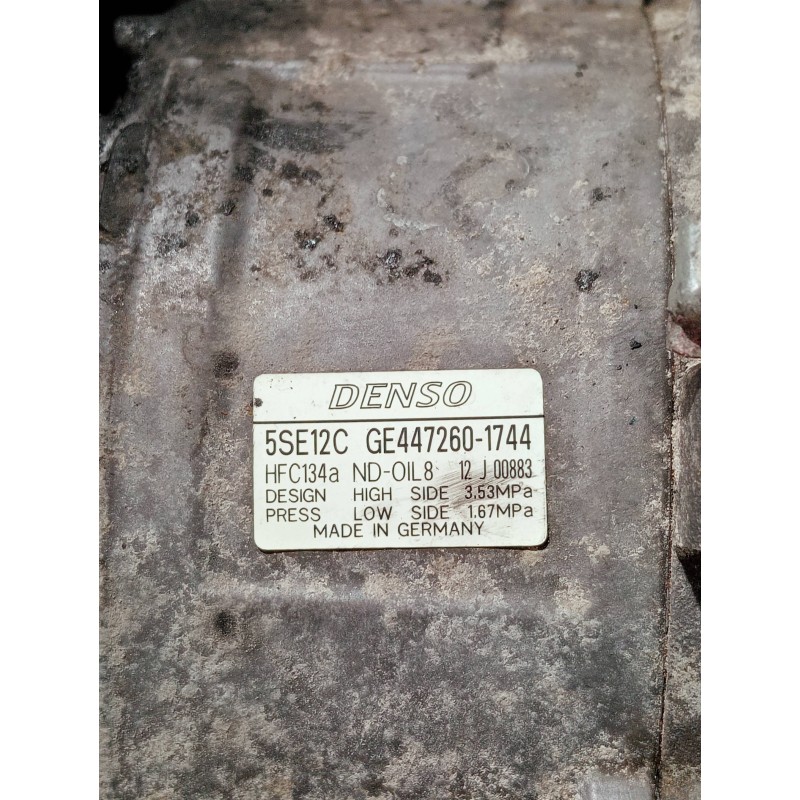 DENSO
5SE12C GE447260-1744
HFC134a ND-OIL8 12 J 00883
DESIGN HIGH SIDE 3.53MPa
PRESS LOW SIDE 1.67MPa
MADE IN GERMANY